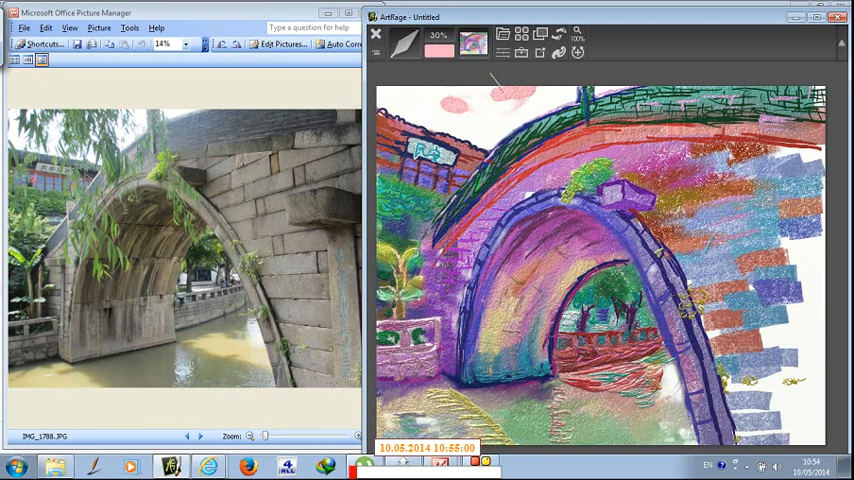 Microsoft Office Picture Manager
File Edit View Picture Tools Help
Type a question for help
Shortcuts... 14% Edit Pictures... Auto Corre
IMG_1788.JPG
Zoom:
ArtRage - Untitled
30%
100%
10.05.2014 10:55:00
4
ALL
EN
10:54
10/05/2014